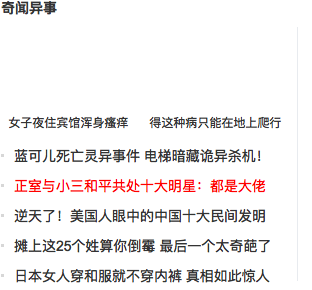 奇闻异事
女子夜住宾馆浑身瘙痒 得这种病只能在地上爬行
蓝可儿死亡灵异事件 电梯暗藏诡异杀机！
正室与小三和平共处十大明星：都是大佬
逆天了！美国人眼中的中国十大民间发明
摊上这25个姓算你倒霉 最后一个太奇葩了
日本女人穿和服就不穿内裤 真相如此惊人